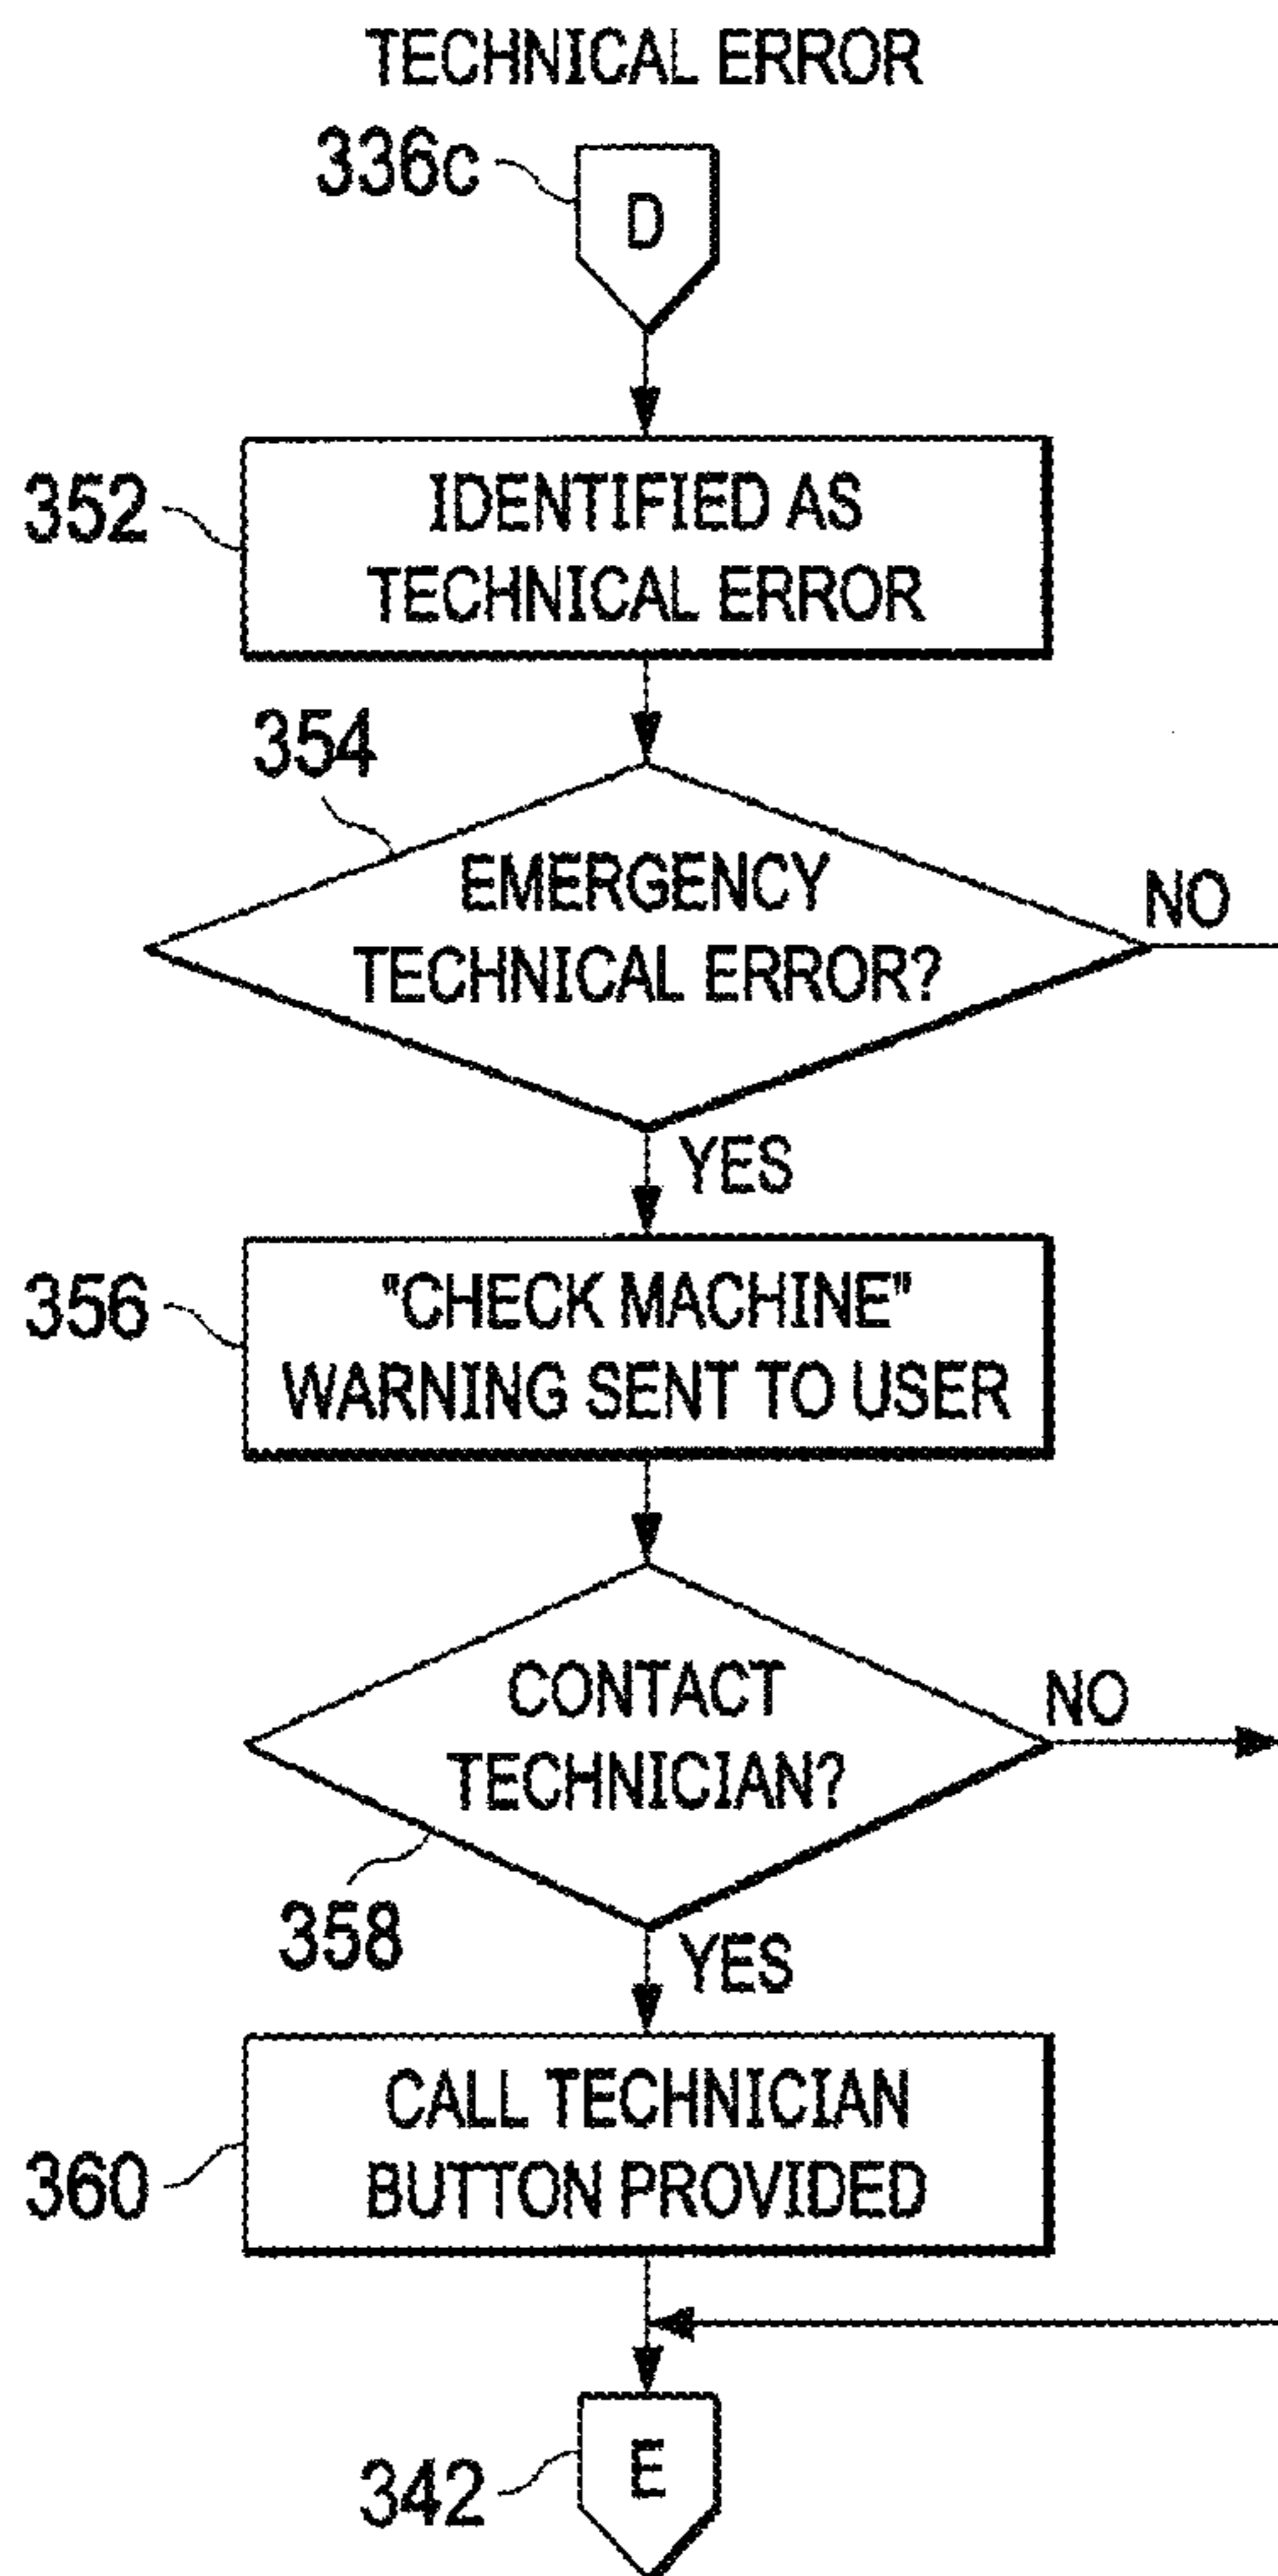 TECHNICAL ERROR
336c
D
352
IDENTIFIED AS
TECHNICAL ERROR
354
EMERGENCY
TECHNICAL ERROR?
NO
YES
356
"CHECK MACHINE"
WARNING SENT TO USER
CONTACT
TECHNICIAN?
NO
358
YES
CALL TECHNICIAN
BUTTON PROVIDED
360
E
342